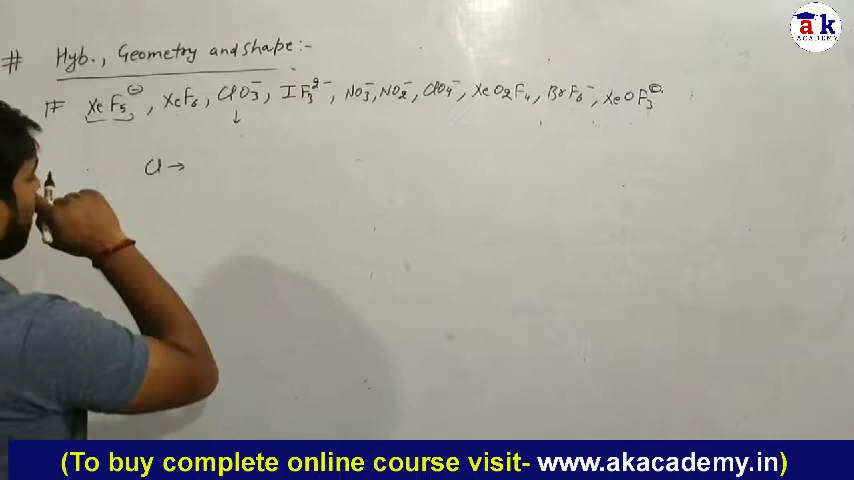 ak
ACADEMY
# Hyb., Geometry and shape:-
# XeF₅⁻, XeF₆, ClO₃⁻, IF₃²⁻, NO₃⁻, NO₂⁻, ClO₄⁻, XeO₂F₄, BrF₆⁻, XeOF₃⊖
↓
Cl →
(To buy complete online course visit- www.akacademy.in)